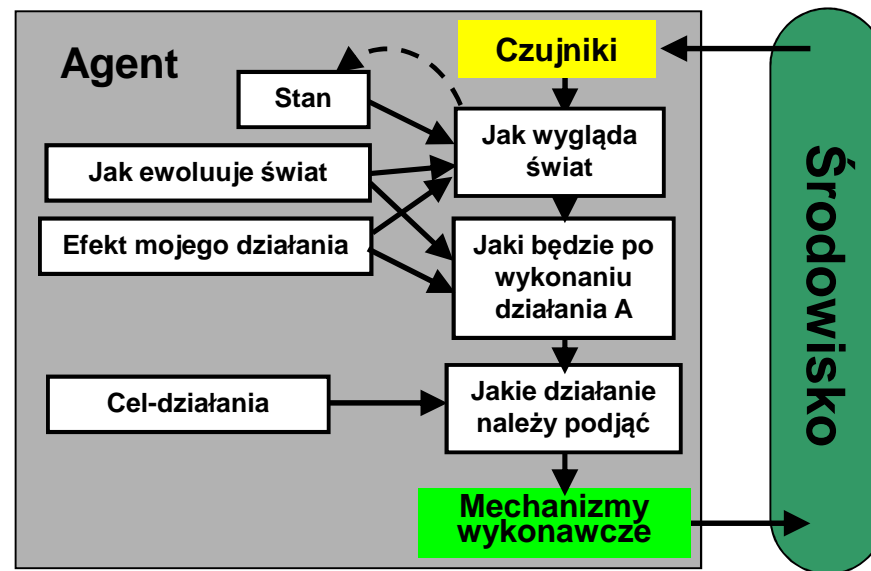 Agent
Czujniki
Stan
Jak wygląda
świat
Jak ewoluuje świat
Efekt mojego działania
Jaki będzie po
wykonaniu
działania A
Cel-działania
Jakie działanie
należy podjąć
Mechanizmy
wykonawcze
Środowisko